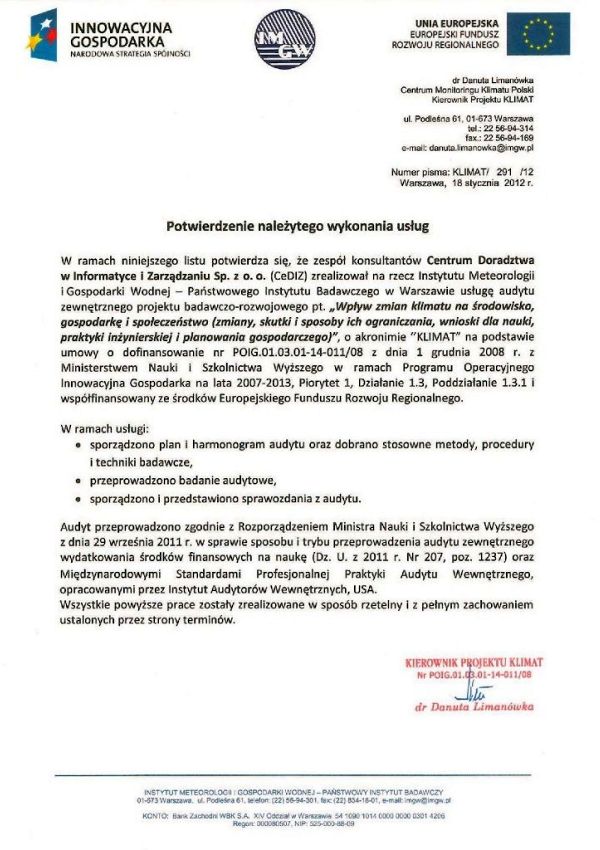 INNOWACYJNA
GOSPODARKA
NARODOWA STRATEGIA SPÓJNOŚCI
IMGW
UNIA EUROPEJSKA
EUROPEJSKI FUNDUSZ
ROZWOJU REGIONALNEGO
dr Danuta Limanówka
Centrum Monitoringu Klimatu Polski
Kierownik Projektu KLIMAT
ul. Podleśna 61, 01-673 Warszawa
tel.: 22 56-94-314
fax.: 22 56-94-169
e-mail: danuta.limanowka@imgw.pl
Numer pisma: KLIMAT/ 291 /12
Warszawa, 18 stycznia 2012 r.
Potwierdzenie należytego wykonania usług
W ramach niniejszego listu potwierdza się, że zespół konsultantów Centrum Doradztwa
w Informatyce i Zarządzaniu Sp. z o. o. (CeDIZ) zrealizował na rzecz Instytutu Meteorologii
i Gospodarki Wodnej – Państwowego Instytutu Badawczego w Warszawie usługę audytu
zewnętrznego projektu badawczo-rozwojowego pt. „Wpływ zmian klimatu na środowisko,
gospodarkę i społeczeństwo (zmiany, skutki i sposoby ich ograniczania, wnioski dla nauki,
praktyki inżynierskiej i planowania gospodarczego)”, o akronimie "KLIMAT" na podstawie
umowy o dofinansowanie nr POIG.01.03.01-14-011/08 z dnia 1 grudnia 2008 r. z
Ministerstwem Nauki i Szkolnictwa Wyższego w ramach Programu Operacyjnego
Innowacyjna Gospodarka na lata 2007-2013, Piorytet 1, Działanie 1.3, Poddziałanie 1.3.1 i
współfinansowany ze środków Europejskiego Funduszu Rozwoju Regionalnego.
W ramach usługi:
• sporządzono plan i harmonogram audytu oraz dobrano stosowne metody, procedury
i techniki badawcze,
• przeprowadzono badanie audytowe,
• sporządzono i przedstawiono sprawozdania z audytu.
Audyt przeprowadzono zgodnie z Rozporządzeniem Ministra Nauki i Szkolnictwa Wyższego
z dnia 29 września 2011 r. w sprawie sposobu i trybu przeprowadzania audytu zewnętrznego
wydatkowania środków finansowych na naukę (Dz. U. z 2011 r. Nr 207, poz. 1237) oraz
Międzynarodowymi Standardami Profesjonalnej Praktyki Audytu Wewnętrznego,
opracowanymi przez Instytut Audytorów Wewnętrznych, USA.
Wszystkie powyższe prace zostały zrealizowane w sposób rzetelny i z pełnym zachowaniem
ustalonych przez strony terminów.
KIEROWNIK PROJEKTU KLIMAT
Nr POIG.01.03.01-14-011/08
dr Danuta Limanówka
INSTYTUT METEOROLOGII I GOSPODARKI WODNEJ – PAŃSTWOWY INSTYTUT BADAWCZY
01-673 Warszawa, ul. Podleśna 61, telefon: (22) 56-94-301, fax: (22) 834-18-01, e-mail: imgw@imgw.pl
KONTO: Bank Zachodni WBK S.A. XIV Oddział w Warszawie 54 1090 1014 0000 0000 0301 4206
Regon: 000080507, NIP: 525-000-88-09